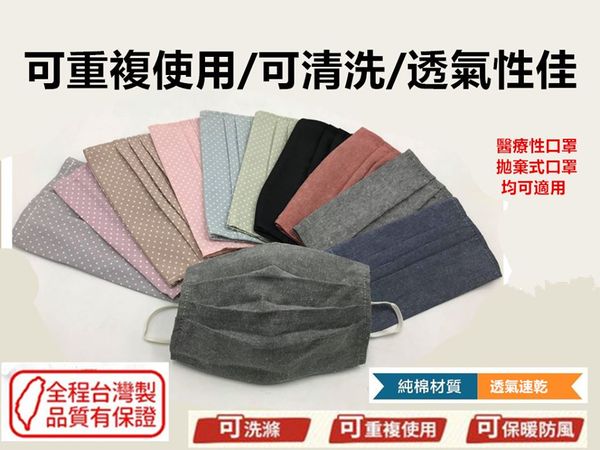 可重複使用/可清洗/透氣性佳
醫療性口罩
拋棄式口罩
均可適用
全程台灣製
品質有保證
純棉材質
透氣速乾
可洗滌
可重複使用
可保暖防風